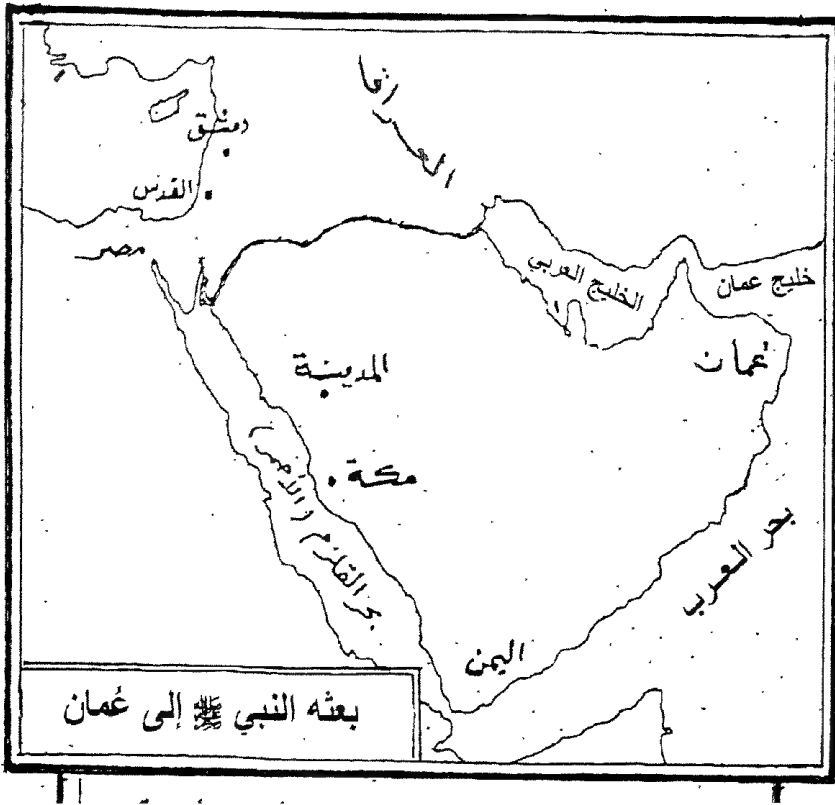 العراق
دمشق
القدس
مصر
الخليج العربي
خليج عمان
عُمان
المدينة
مكة
بحر القلزم (الأحمر)
بحر العرب
اليمن
بعثه النبي ﷺ إلى عُمان